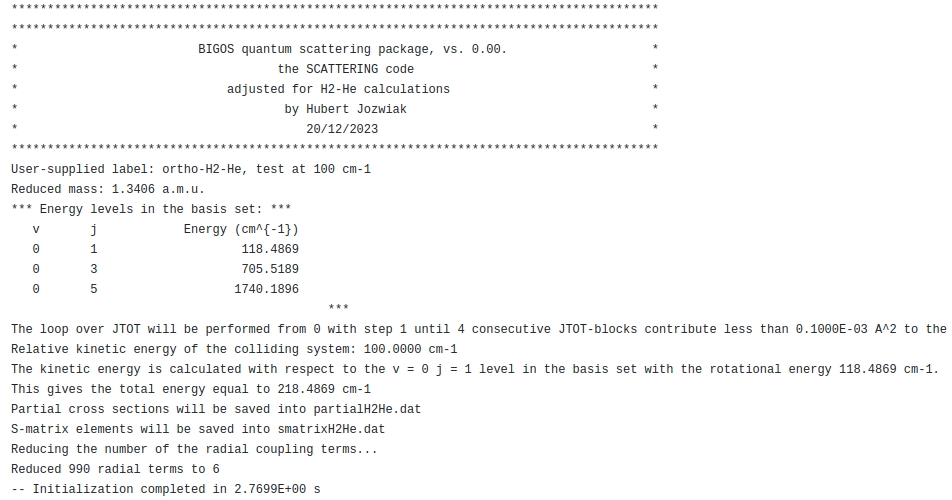 ******************************************************************************************
******************************************************************************************
*                         BIGOS quantum scattering package, vs. 0.00.                    *
*                                    the SCATTERING code                                 *
*                             adjusted for H2-He calculations                            *
*                                     by Hubert Jozwiak                                  *
*                                        20/12/2023                                      *
******************************************************************************************
User-supplied label: ortho-H2-He, test at 100 cm-1
Reduced mass: 1.3406 a.m.u.
*** Energy levels in the basis set: ***
   v       j            Energy (cm^{-1})
   0       1                    118.4869
   0       3                    705.5189
   0       5                   1740.1896
                                            ***
The loop over JTOT will be performed from 0 with step 1 until 4 consecutive JTOT-blocks contribute less than 0.1000E-03 A^2 to the
Relative kinetic energy of the colliding system: 100.0000 cm-1
The kinetic energy is calculated with respect to the v = 0 j = 1 level in the basis set with the rotational energy 118.4869 cm-1.
This gives the total energy equal to 218.4869 cm-1
Partial cross sections will be saved into partialH2He.dat
S-matrix elements will be saved into smatrixH2He.dat
Reducing the number of the radial coupling terms...
Reduced 990 radial terms to 6
-- Initialization completed in 2.7699E+00 s